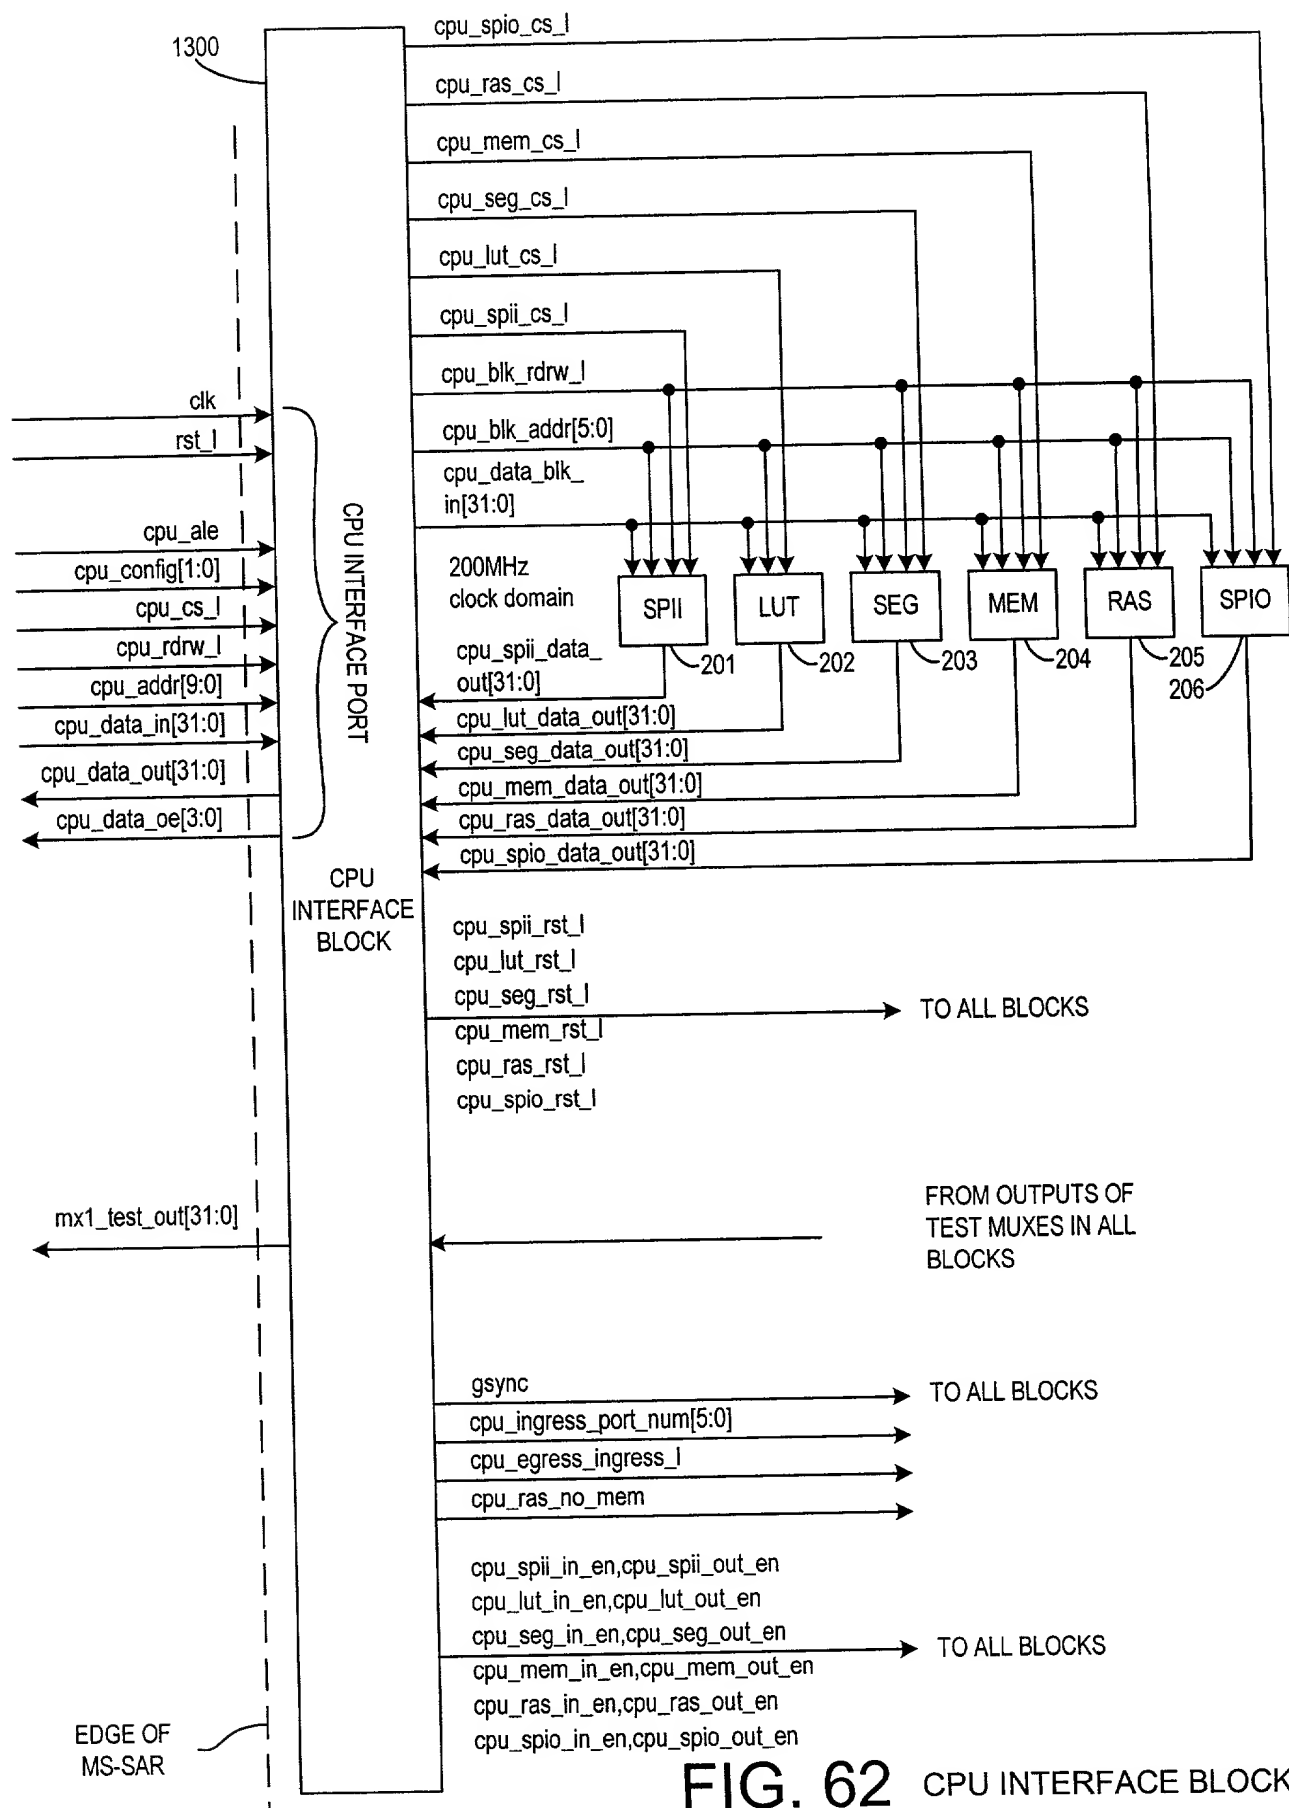 1300
cpu_spio_cs_l
cpu_ras_cs_l
cpu_mem_cs_l
cpu_seg_cs_l
cpu_lut_cs_l
cpu_spii_cs_l
cpu_blk_rdrw_l
cpu_blk_addr[5:0]
cpu_data_blk_
in[31:0]
200MHz
clock domain
clk
rst_l
cpu_ale
cpu_config[1:0]
cpu_cs_l
cpu_rdrw_l
cpu_addr[9:0]
cpu_data_in[31:0]
cpu_data_out[31:0]
cpu_data_oe[3:0]
CPU INTERFACE PORT
SPII
LUT
SEG
MEM
RAS
SPIO
201
202
203
204
205
206
cpu_spii_data_
out[31:0]
cpu_lut_data_out[31:0]
cpu_seg_data_out[31:0]
cpu_mem_data_out[31:0]
cpu_ras_data_out[31:0]
cpu_spio_data_out[31:0]
CPU
INTERFACE
BLOCK
cpu_spii_rst_l
cpu_lut_rst_l
cpu_seg_rst_l
cpu_mem_rst_l
cpu_ras_rst_l
cpu_spio_rst_l
TO ALL BLOCKS
mx1_test_out[31:0]
FROM OUTPUTS OF
TEST MUXES IN ALL
BLOCKS
gsync
TO ALL BLOCKS
cpu_ingress_port_num[5:0]
cpu_egress_ingress_l
cpu_ras_no_mem
cpu_spii_in_en,cpu_spii_out_en
cpu_lut_in_en,cpu_lut_out_en
cpu_seg_in_en,cpu_seg_out_en
cpu_mem_in_en,cpu_mem_out_en
cpu_ras_in_en,cpu_ras_out_en
cpu_spio_in_en,cpu_spio_out_en
TO ALL BLOCKS
EDGE OF
MS-SAR
FIG. 62 CPU INTERFACE BLOCK